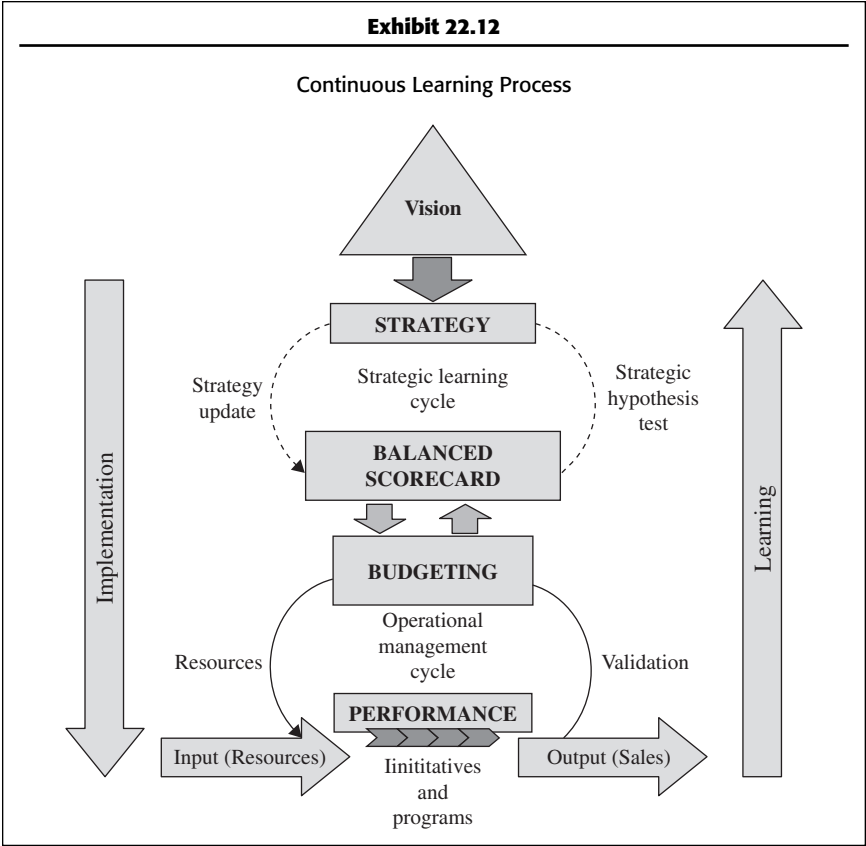 Exhibit 22.12
Continuous Learning Process
Vision
STRATEGY
Strategy
update
Strategic learning
cycle
Strategic
hypothesis
test
BALANCED
SCORECARD
Implementation
Learning
BUDGETING
Operational
management
cycle
Resources
Validation
PERFORMANCE
Input (Resources)
Output (Sales)
Iinititatives
and
programs